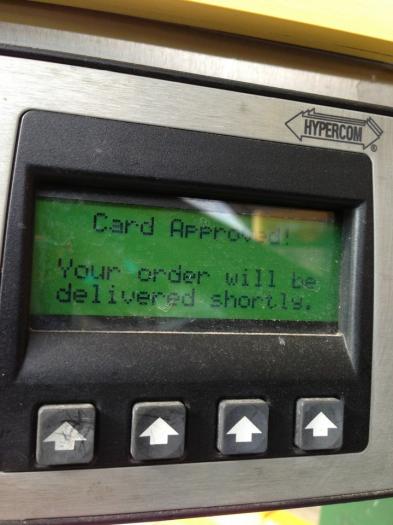 HYPERCOM®
Card Approved!
Your order will be
delivered shortly.